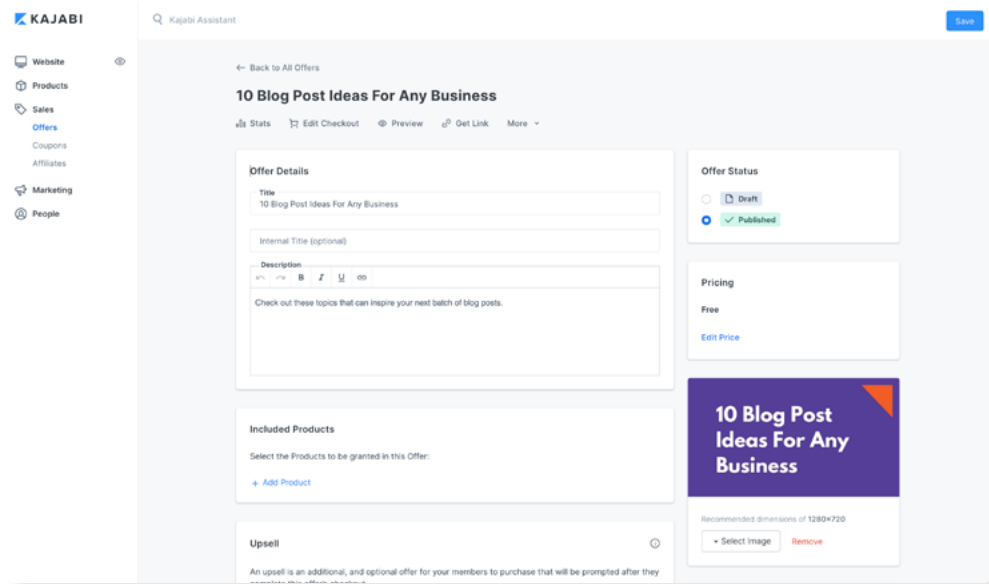 KAJABI
Kajabi Assistant
Save
Website
Products
Sales
Offers
Coupons
Affiliates
Marketing
People
← Back to All Offers
10 Blog Post Ideas For Any Business
Stats
Edit Checkout
Preview
Get Link
More
Offer Details
Title
10 Blog Post Ideas For Any Business
Internal Title (optional)
Description
B I U
Check out these topics that can inspire your next batch of blog posts.
Included Products
Select the Products to be granted in this Offer:
+ Add Product
Upsell
An upsell is an additional, and optional offer for your members to purchase that will be prompted after they
complete this offer's checkout.
Offer Status
Draft
Published
Pricing
Free
Edit Price
10 Blog Post
Ideas For Any
Business
Recommended dimensions of 1280×720
+ Select Image
Remove